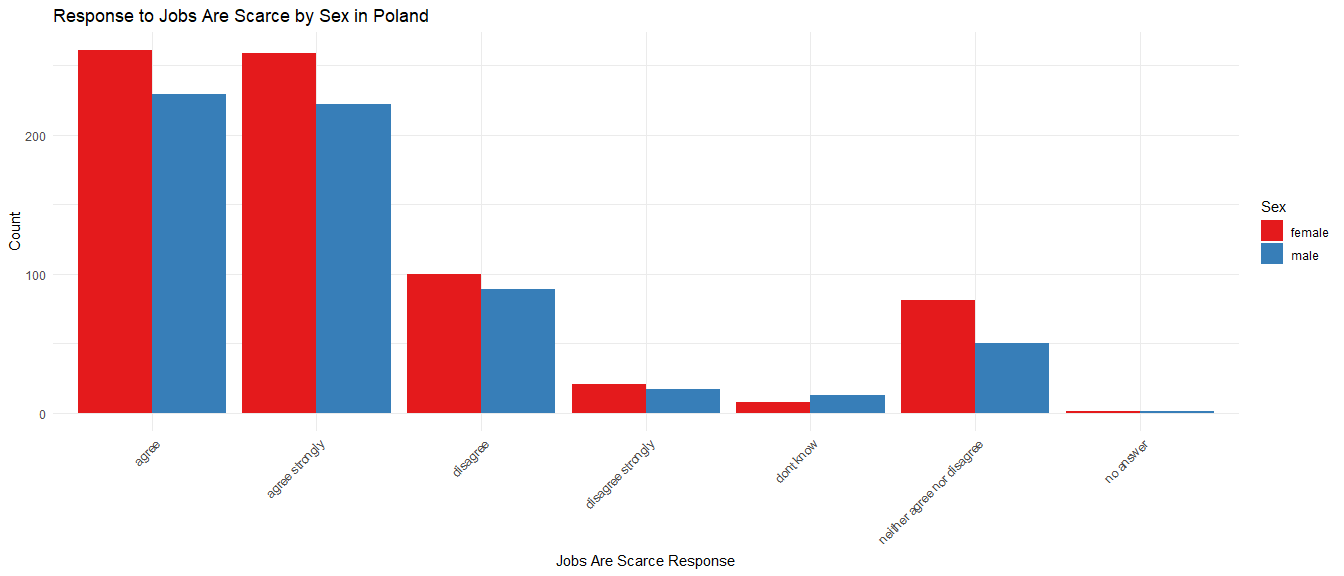 Response to Jobs Are Scarce by Sex in Poland
Count
200
100
0
agree
agree strongly
disagree
disagree strongly
dont know
neither agree nor disagree
no answer
Jobs Are Scarce Response
Sex
female
male